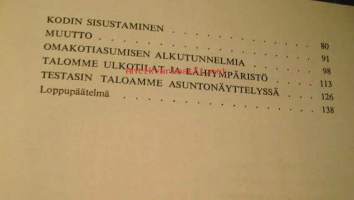 KODIN SISUSTAMINEN . . . . . . . . . . 80
MUUTTO . . . . . . . . . . . . . 91
OMAKOTIASUMISEN ALKUTUNNELMIA . . . . . 98
TALOMME ULKOTILAT JA LÄHIYMPÄRISTÖ . . . 113
TESTASIN TALOAMME ASUNTONÄYTTELYSSÄ . . 126
Loppupäätelmä . . . . . . . . . . . 138